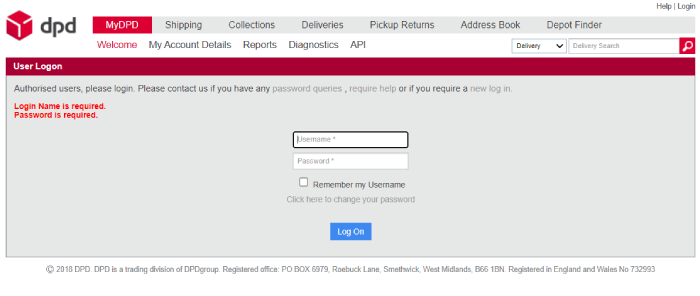 Help | Login
dpd
MyDPD Shipping Collections Deliveries Pickup Returns Address Book Depot Finder
Welcome My Account Details Reports Diagnostics API Delivery Delivery Search
User Logon
Authorised users, please login. Please contact us if you have any password queries , require help or if you require a new log in.
Login Name is required.
Password is required.
Username *
Password *
Remember my Username
Click here to change your password
Log On
© 2018 DPD. DPD is a trading division of DPDgroup. Registered office: PO BOX 6979, Roebuck Lane, Smethwick, West Midlands, B66 1BN. Registered in England and Wales No 732993